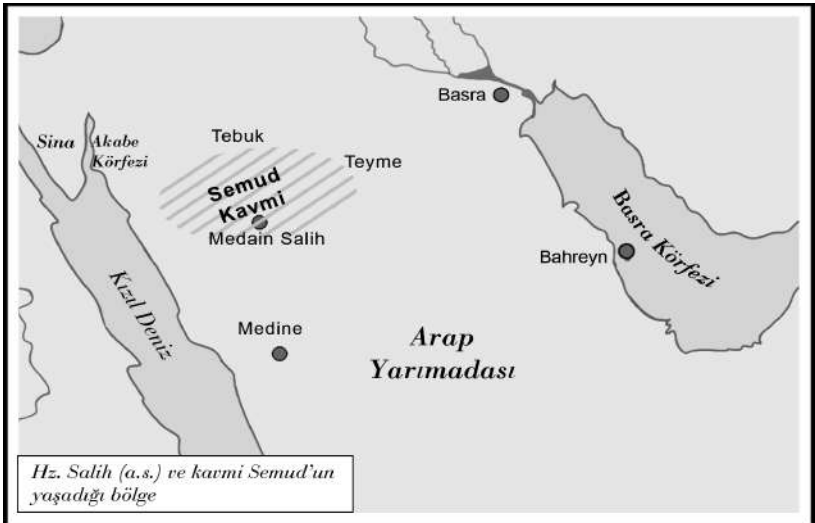 Basra
Sina
Akabe
Körfezi
Tebuk
Teyme
Semud
Kavmi
Medain Salih
Basra Körfezi
Bahreyn
Kızıl Deniz
Medine
Arap
Yarımadası
Hz. Salih (a.s.) ve kavmi Semud'un
yaşadığı bölge